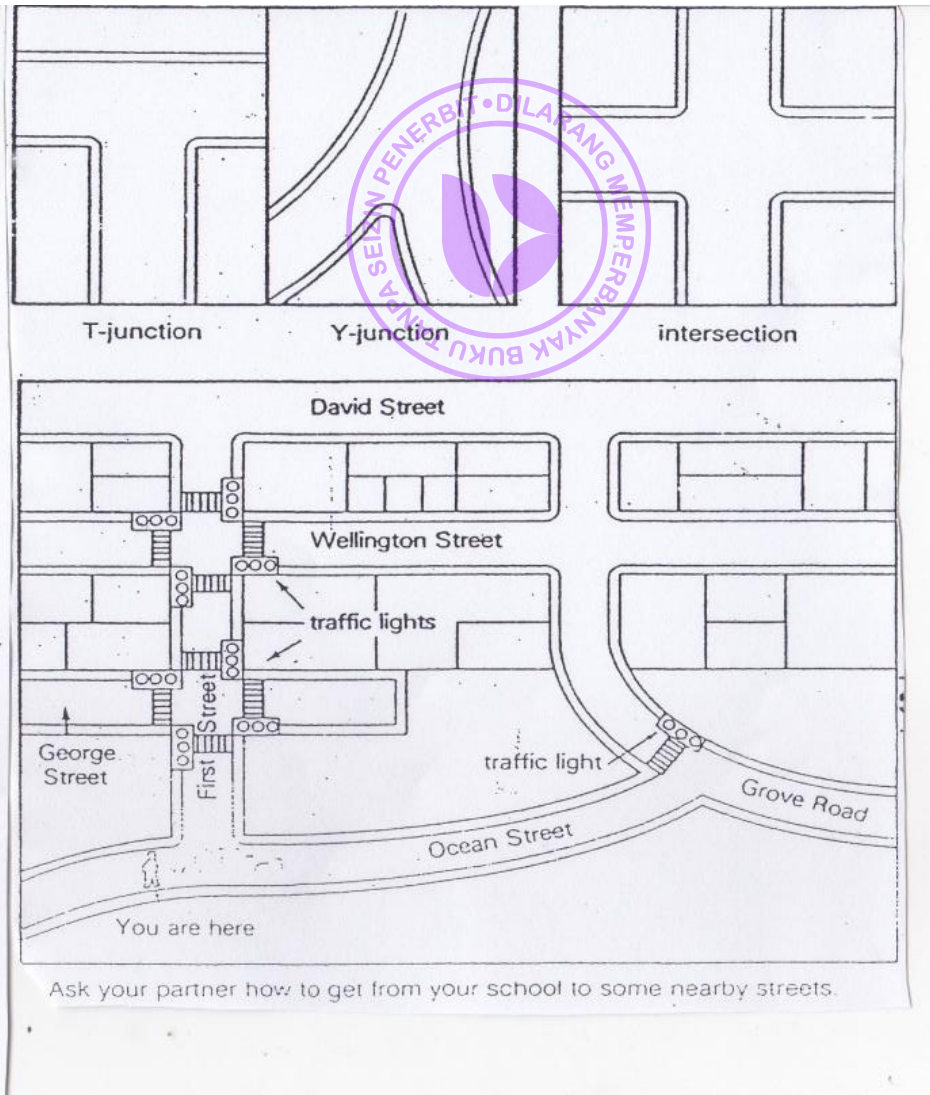 TANPA SEIZIN PENERBIT • DILARANG MEMPERBANYAK BUKU
T-junction
Y-junction
intersection
David Street
Wellington Street
traffic lights
First Street
George
Street
traffic light
Grove Road
Ocean Street
You are here
Ask your partner how to get from your school to some nearby streets.